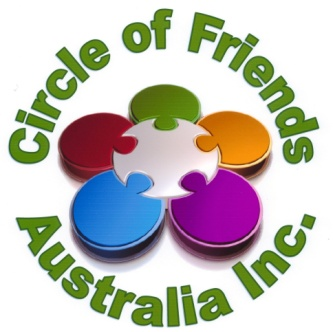 Circle of Friends
Australia Inc.